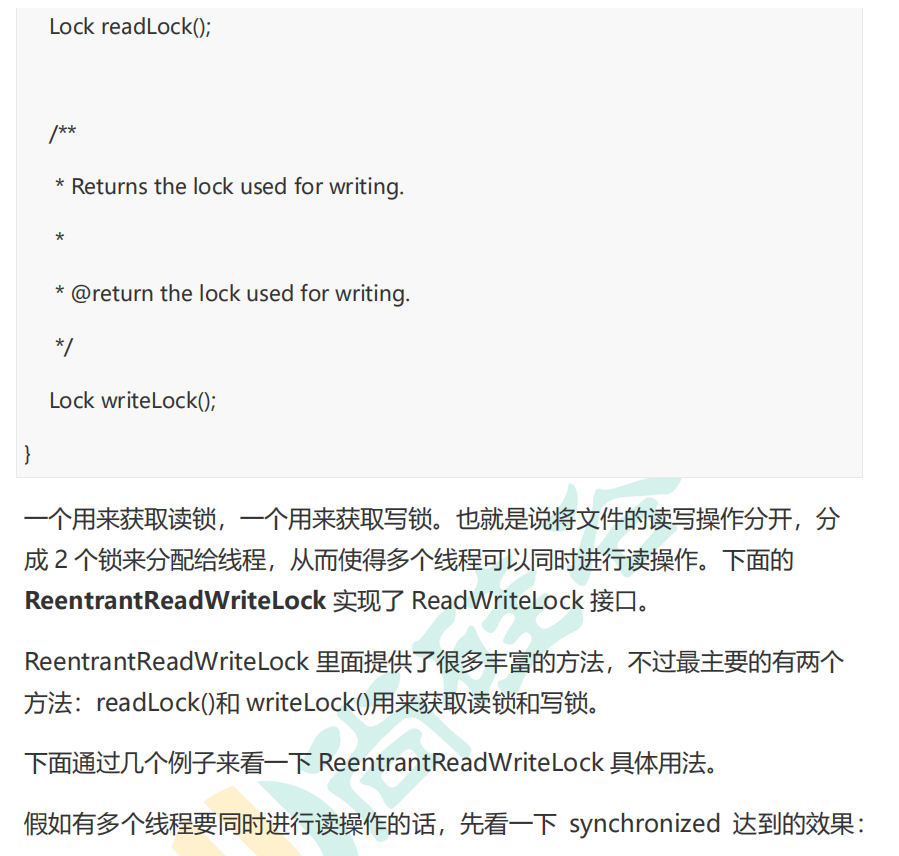 Lock readLock();
/**
* Returns the lock used for writing.
*
* @return the lock used for writing.
*/
Lock writeLock();
}
一个用来获取读锁，一个用来获取写锁。也就是说将文件的读写操作分开，分
成 2 个锁来分配给线程，从而使得多个线程可以同时进行读操作。下面的
ReentrantReadWriteLock 实现了 ReadWriteLock 接口。
ReentrantReadWriteLock 里面提供了很多丰富的方法，不过最主要的有两个
方法：readLock()和 writeLock()用来获取读锁和写锁。
下面通过几个例子来看一下 ReentrantReadWriteLock 具体用法。
假如有多个线程要同时进行读操作的话，先看一下 synchronized 达到的效果：
尚硅谷